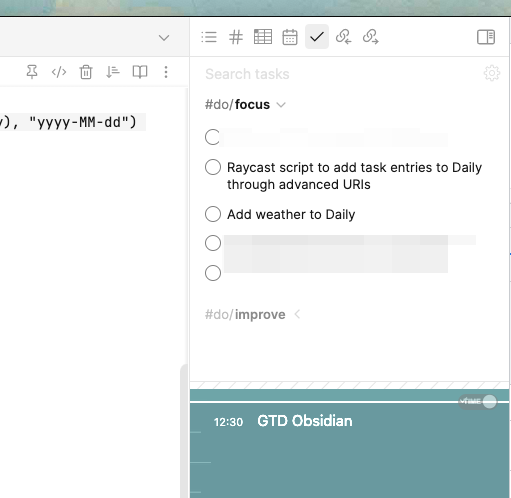 ), "yyyy-MM-dd")
Search tasks
#do/focus
Raycast script to add task entries to Daily
through advanced URIs
Add weather to Daily
#do/improve
TIME
12:30 GTD Obsidian